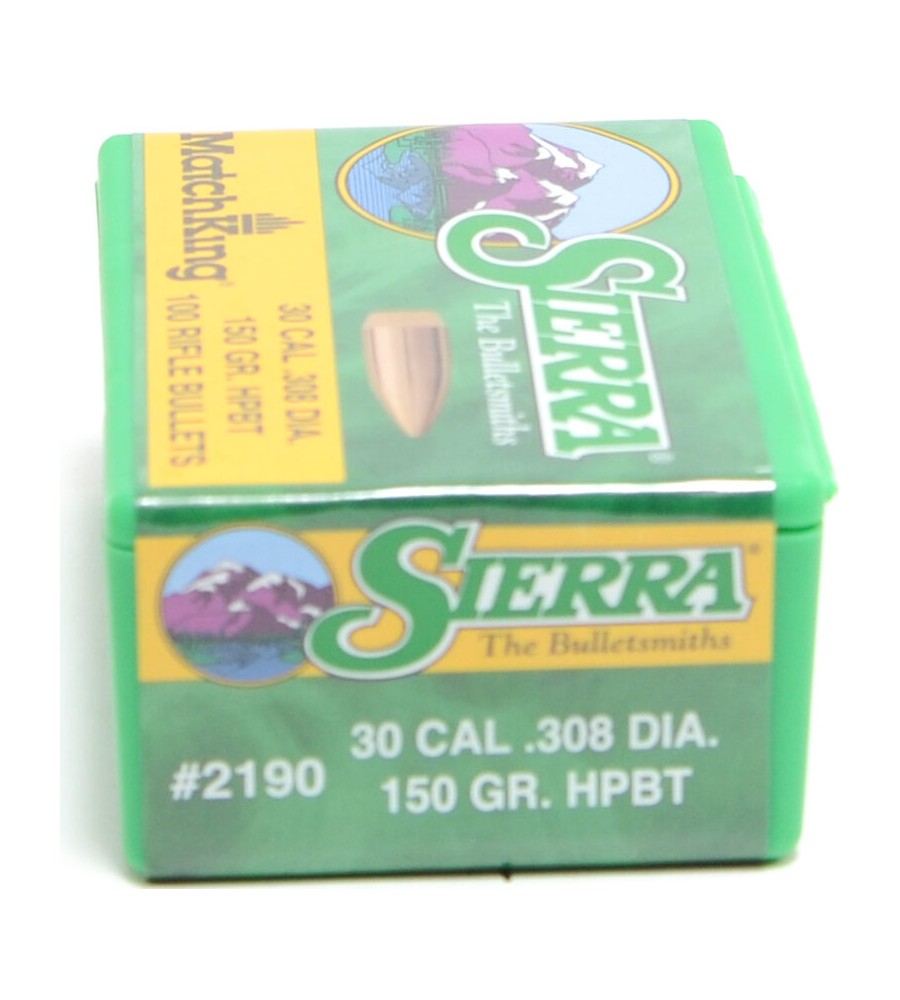 SIERRA®
The Bulletsmiths
MatchKing®
30 CAL .308 DIA.
150 GR. HPBT
100 RIFLE BULLETS
SIERRA®
The Bulletsmiths
#2190
30 CAL .308 DIA.
150 GR. HPBT